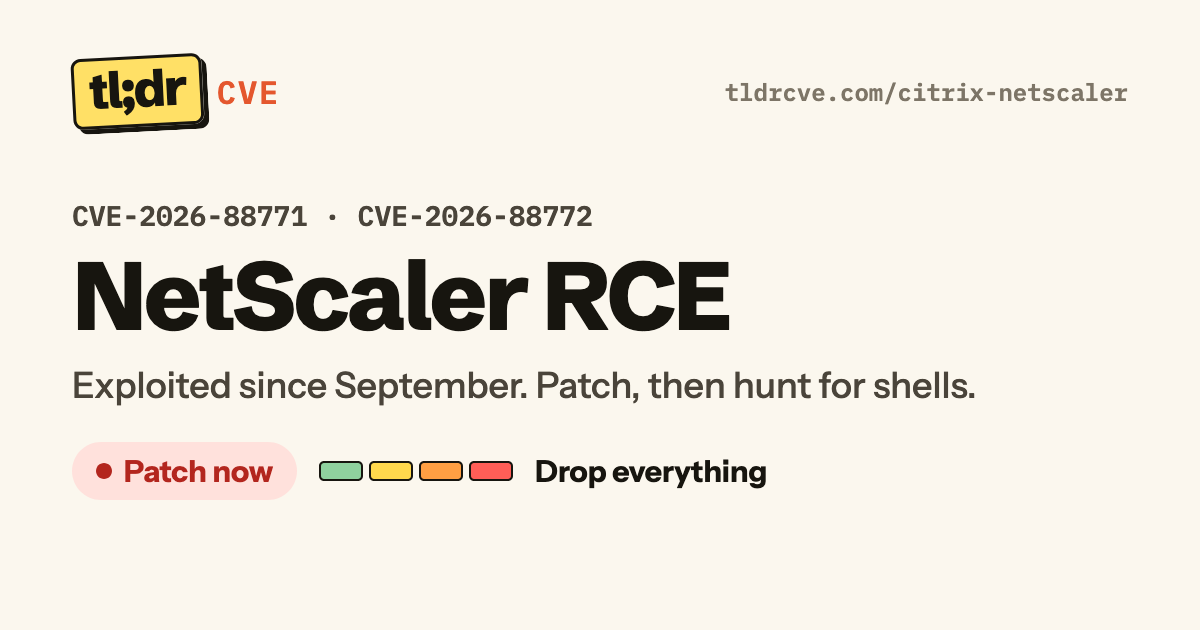 tl;dr CVE
tldrcve.com/citrix-netscaler
CVE-2026-88771 · CVE-2026-88772
NetScaler RCE
Exploited since September. Patch, then hunt for shells.
Patch now
Drop everything